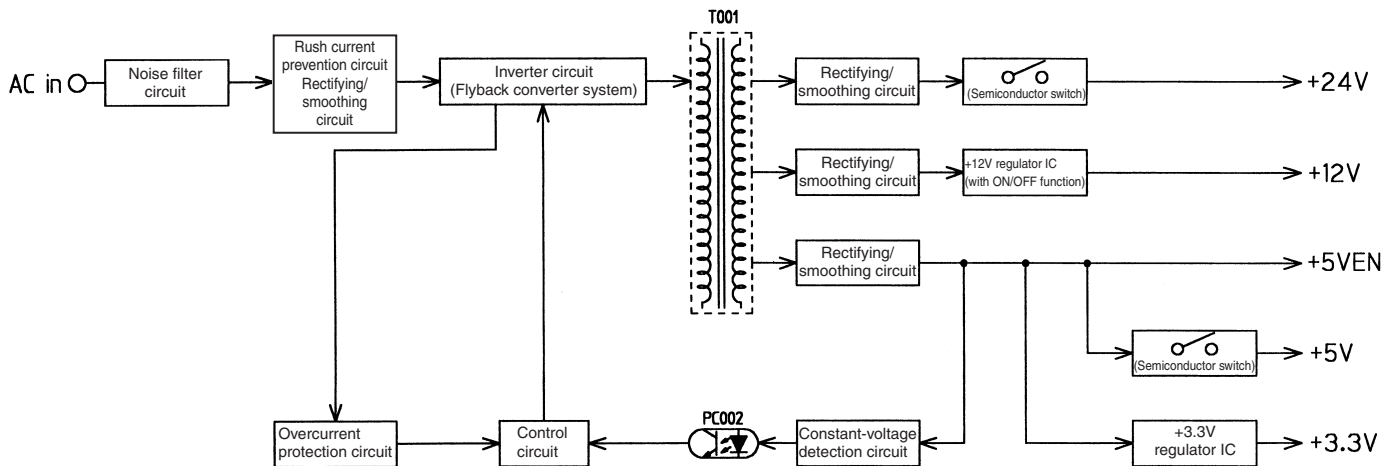 T001
AC in
Noise filter
circuit
Rush current
prevention circuit
Rectifying/
smoothing
circuit
Inverter circuit
(Flyback converter system)
Rectifying/
smoothing circuit
(Semiconductor switch)
+24V
Rectifying/
smoothing circuit
+12V regulator IC
(with ON/OFF function)
+12V
Rectifying/
smoothing circuit
+5VEN
(Semiconductor switch)
+5V
Overcurrent
protection circuit
Control
circuit
PC002
Constant-voltage
detection circuit
+3.3V
regulator IC
+3.3V